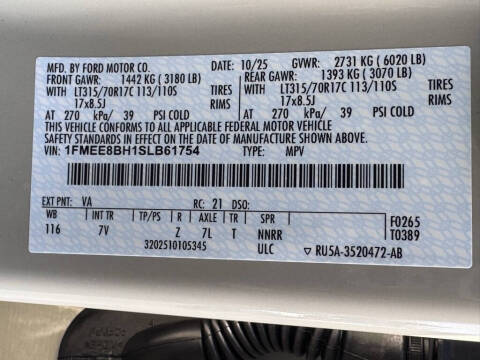 MFD. BY FORD MOTOR CO. DATE: 10/25 GVWR: 2731 KG (6020 LB)
FRONT GAWR: 1442 KG (3180 LB) REAR GAWR: 1393 KG (3070 LB)
WITH LT315/70R17C 113/110S TIRES WITH LT315/70R17C 113/110S TIRES
17x8.5J RIMS 17x8.5J RIMS
AT 270 kPa/ 39 PSI COLD AT 270 kPa/ 39 PSI COLD
THIS VEHICLE CONFORMS TO ALL APPLICABLE FEDERAL MOTOR VEHICLE
SAFETY STANDARDS IN EFFECT ON THE DATE OF MANUFACTURE SHOWN ABOVE.
VIN: 1FMEE8BH1SLB61754 TYPE: MPV
EXT PNT: VA RC: 21 DSO:
WB INT TR TP/PS R AXLE TR SPR F0265
116 7V Z 7L T NNRR T0389
3202510105345 ULC ▽ RU5A-3520472-AB